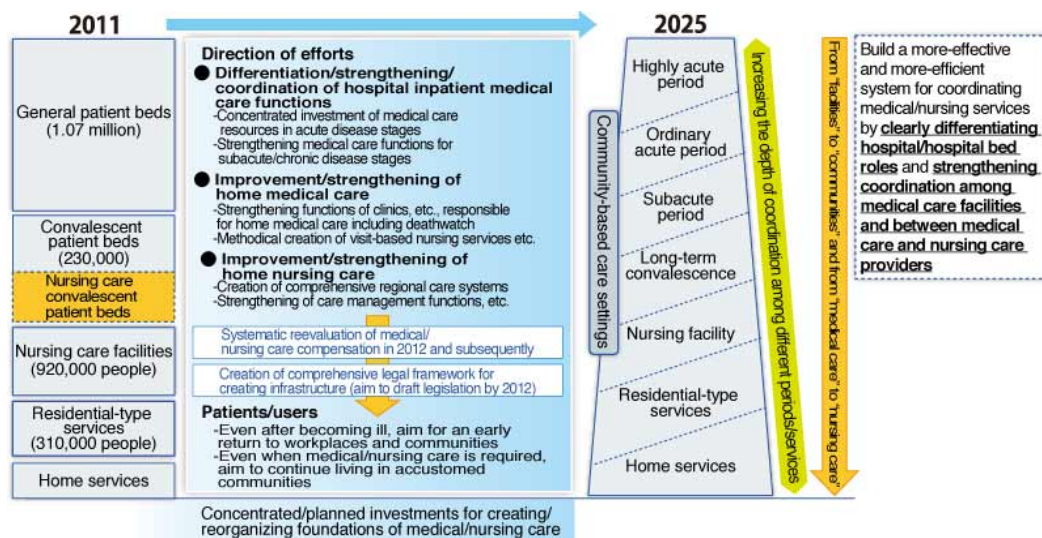 2011
General patient beds
(1.07 million)
Convalescent
patient beds
(230,000)
Nursing care
convalescent
patient beds
Nursing care facilities
(920,000 people)
Residential-type
services
(310,000 people)
Home services
Direction of efforts
● Differentiation/strengthening/
coordination of hospital inpatient medical
care functions
-Concentrated investment of medical care
resources in acute disease stages
-Strengthening medical care functions for
subacute/chronic disease stages
● Improvement/strengthening of
home medical care
-Strengthening functions of clinics, etc., responsible
for home medical care including deathwatch
-Methodical creation of visit-based nursing services etc.
● Improvement/strengthening of
home nursing care
-Creation of comprehensive regional care systems
-Strengthening of care management functions, etc.
Systematic reevaluation of medical/
nursing care compensation in 2012 and subsequently
Creation of comprehensive legal framework for
creating infrastructure (aim to draft legislation by 2012)
Patients/users
-Even after becoming ill, aim for an early
return to workplaces and communities
-Even when medical/nursing care is required,
aim to continue living in accustomed
communities
Concentrated/planned investments for creating/
reorganizing foundations of medical/nursing care
2025
Community-based care settings
Highly acute
period
Ordinary
acute period
Subacute
period
Long-term
convalescence
Nursing facility
Residential-type
services
Home services
Increasing the depth of coordination among different periods/services
From "facilities" to "communities" and from "medical care" to "nursing care"
Build a more-effective
and more-efficient
system for coordinating
medical/nursing services
by clearly differentiating
hospital/hospital bed
roles and strengthening
coordination among
medical care facilities
and between medical
care and nursing care
providers